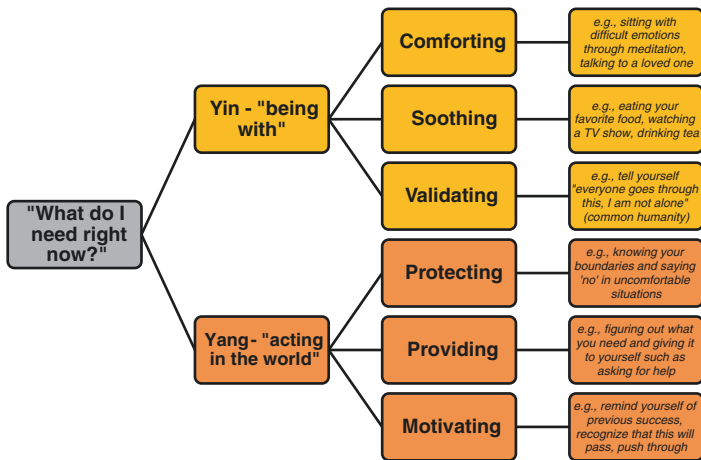 "What do I
need right
now?"
Yin - "being
with"
Comforting
e.g., sitting with
difficult emotions
through meditation,
talking to a loved one
Soothing
e.g., eating your
favorite food, watching
a TV show, drinking tea
Validating
e.g., tell yourself
"everyone goes through
this, I am not alone"
(common humanity)
Yang - "acting
in the world"
Protecting
e.g., knowing your
boundaries and saying
'no' in uncomfortable
situations
Providing
e.g., figuring out what
you need and giving it
to yourself such as
asking for help
Motivating
e.g., remind yourself of
previous success,
recognize that this will
pass, push through